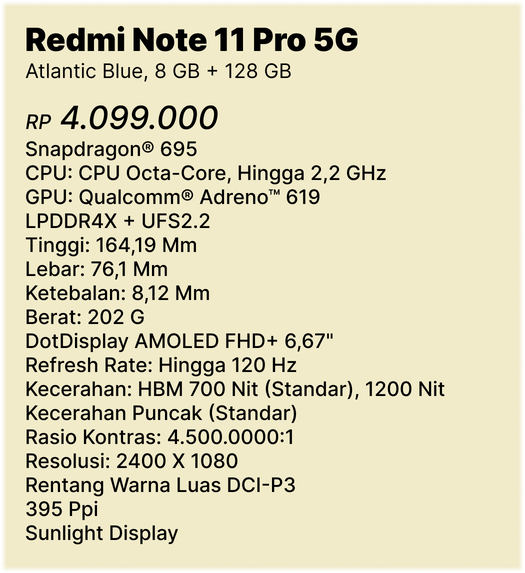 Redmi Note 11 Pro 5G
Atlantic Blue, 8 GB + 128 GB
RP 4.099.000
Snapdragon® 695
CPU: CPU Octa-Core, Hingga 2,2 GHz
GPU: Qualcomm® Adreno™ 619
LPDDR4X + UFS2.2
Tinggi: 164,19 Mm
Lebar: 76,1 Mm
Ketebalan: 8,12 Mm
Berat: 202 G
DotDisplay AMOLED FHD+ 6,67"
Refresh Rate: Hingga 120 Hz
Kecerahan: HBM 700 Nit (Standar), 1200 Nit
Kecerahan Puncak (Standar)
Rasio Kontras: 4.500.0000:1
Resolusi: 2400 X 1080
Rentang Warna Luas DCI-P3
395 Ppi
Sunlight Display